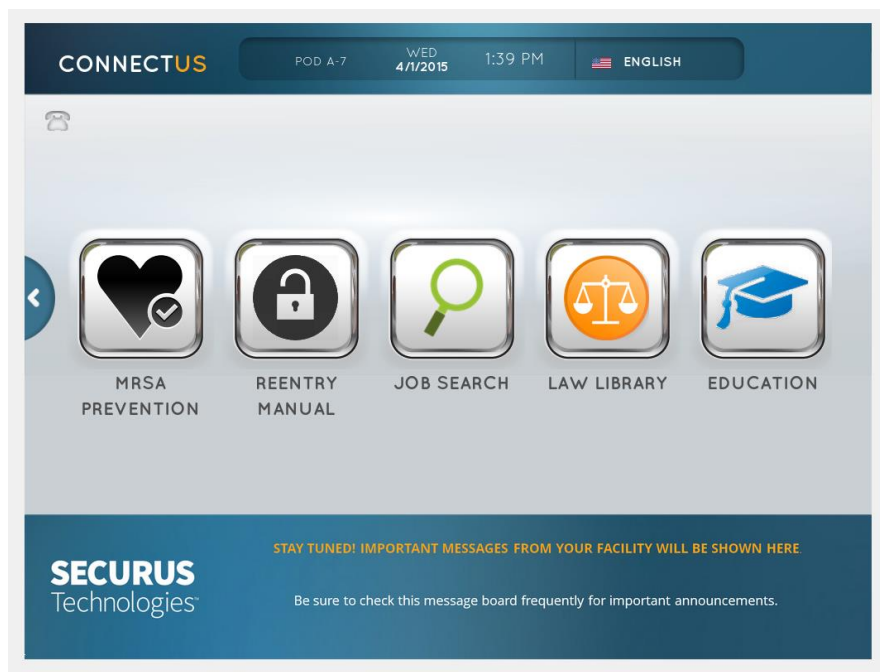 CONNECTUS
POD A-7
WED
4/1/2015
1:39 PM
ENGLISH
MRSA
PREVENTION
REENTRY
MANUAL
JOB SEARCH
LAW LIBRARY
EDUCATION
STAY TUNED! IMPORTANT MESSAGES FROM YOUR FACILITY WILL BE SHOWN HERE.
SECURUS
Technologies™
Be sure to check this message board frequently for important announcements.